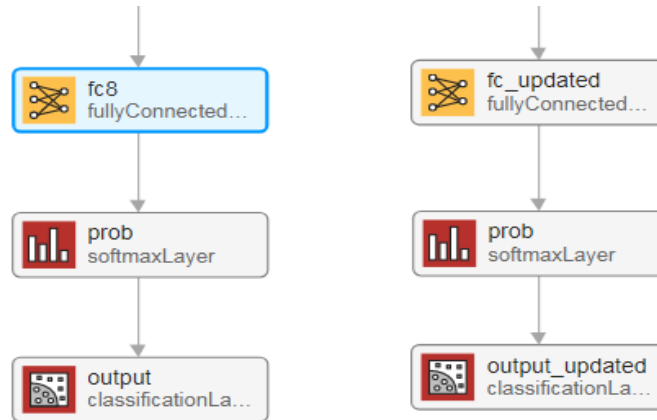 fc8
fullyConnected...
prob
softmaxLayer
output
classificationLa...
fc_updated
fullyConnected...
prob
softmaxLayer
output_updated
classificationLa...